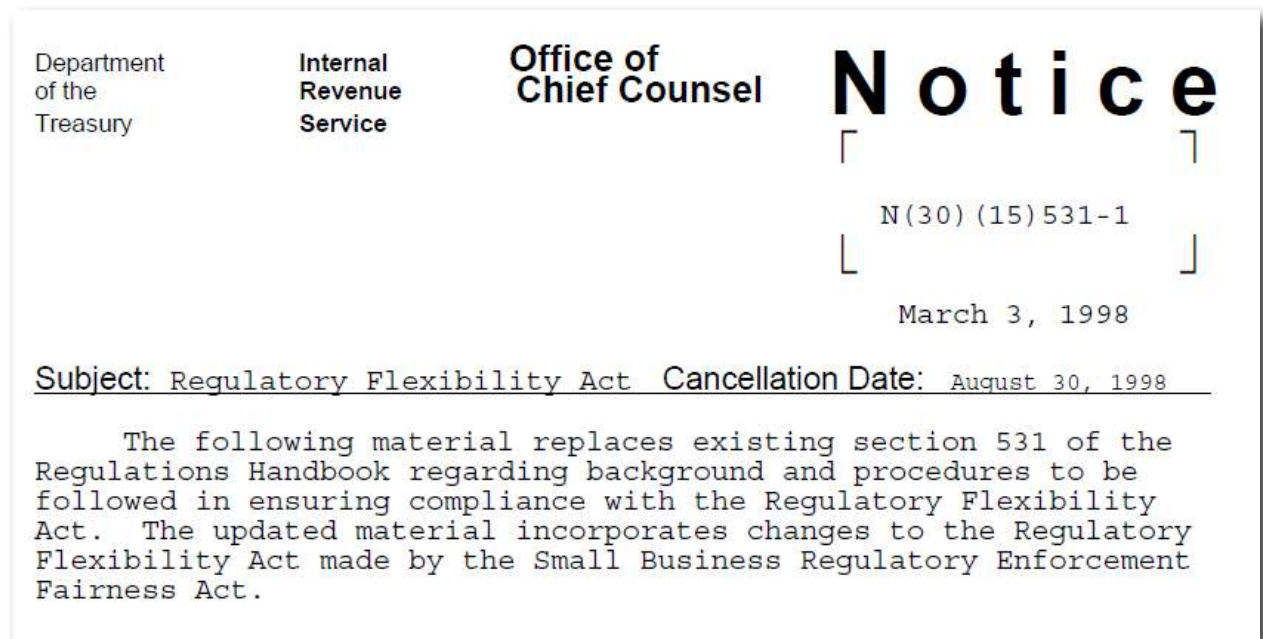 Department
of the
Treasury
Internal
Revenue
Service
Office of
Chief Counsel
Notice
N(30)(15)531-1
March 3, 1998
Subject: Regulatory Flexibility Act Cancellation Date: August 30, 1998
The following material replaces existing section 531 of the
Regulations Handbook regarding background and procedures to be
followed in ensuring compliance with the Regulatory Flexibility
Act. The updated material incorporates changes to the Regulatory
Flexibility Act made by the Small Business Regulatory Enforcement
Fairness Act.